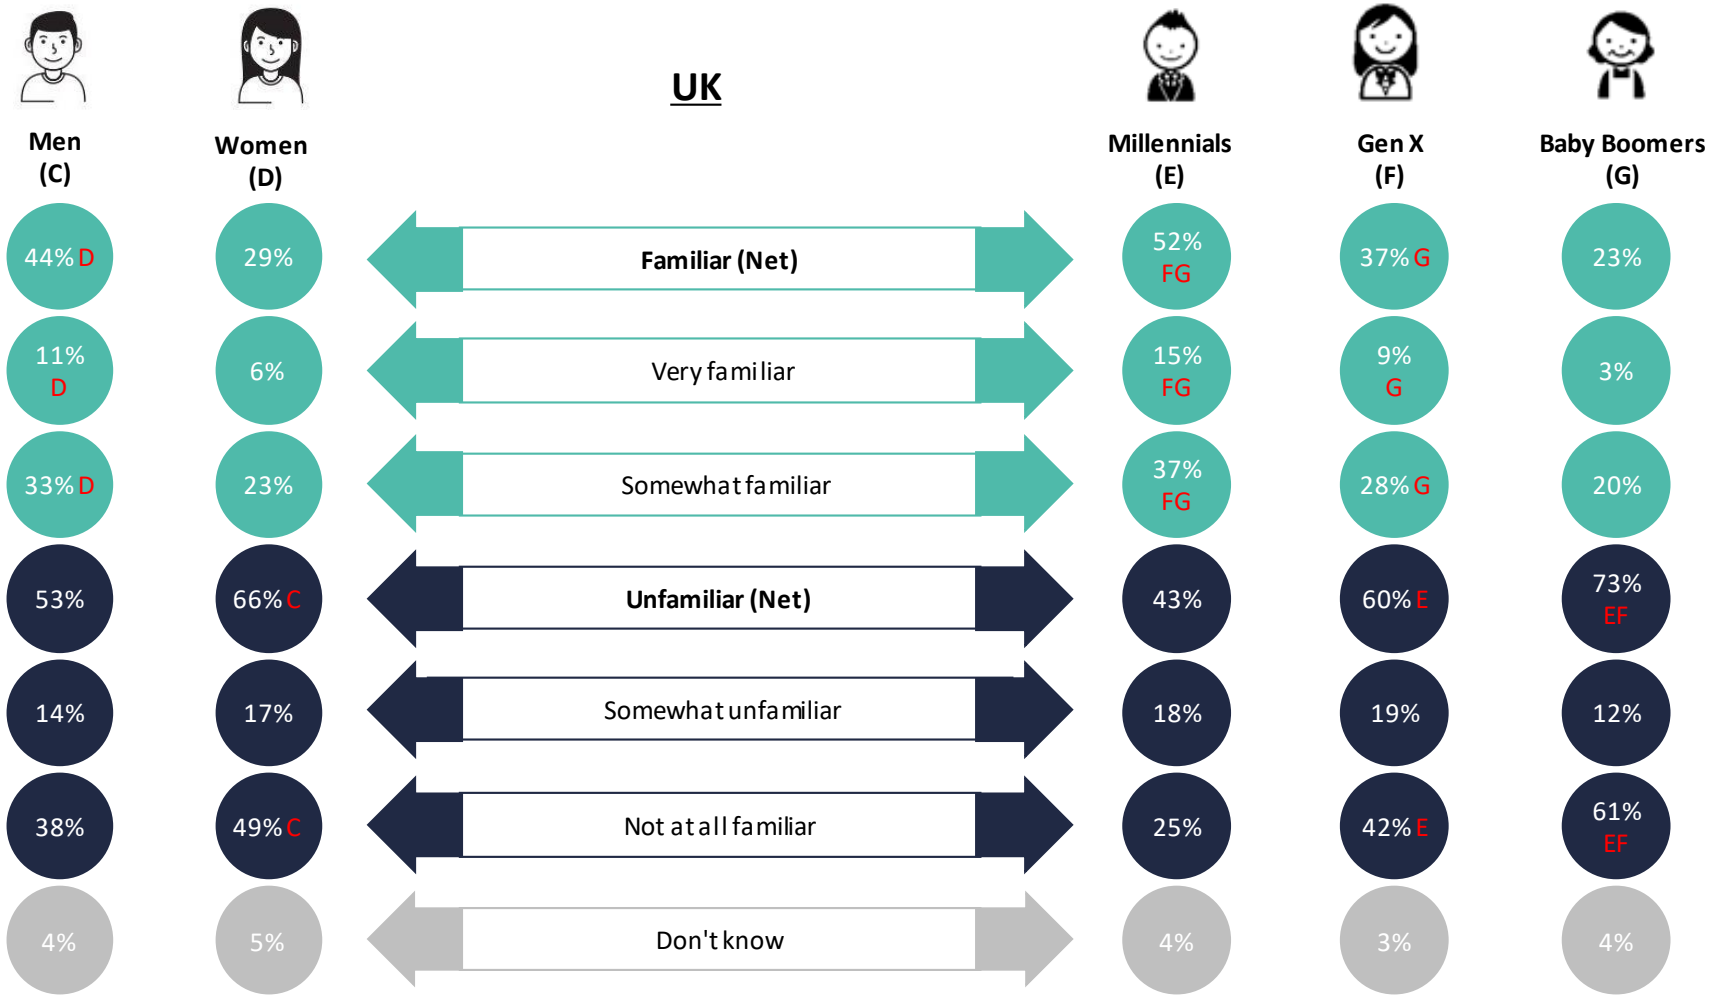 UK
Men
(C)
Women
(D)
Millennials
(E)
Gen X
(F)
Baby Boomers
(G)
44% D
29%
Familiar (Net)
52%
FG
37% G
23%
11%
D
6%
Very familiar
15%
FG
9%
G
3%
33% D
23%
Somewhat familiar
37%
FG
28% G
20%
53%
66% C
Unfamiliar (Net)
43%
60% E
73%
EF
14%
17%
Somewhat unfamiliar
18%
19%
12%
38%
49% C
Not at all familiar
25%
42% E
61%
EF
4%
5%
Don't know
4%
3%
4%